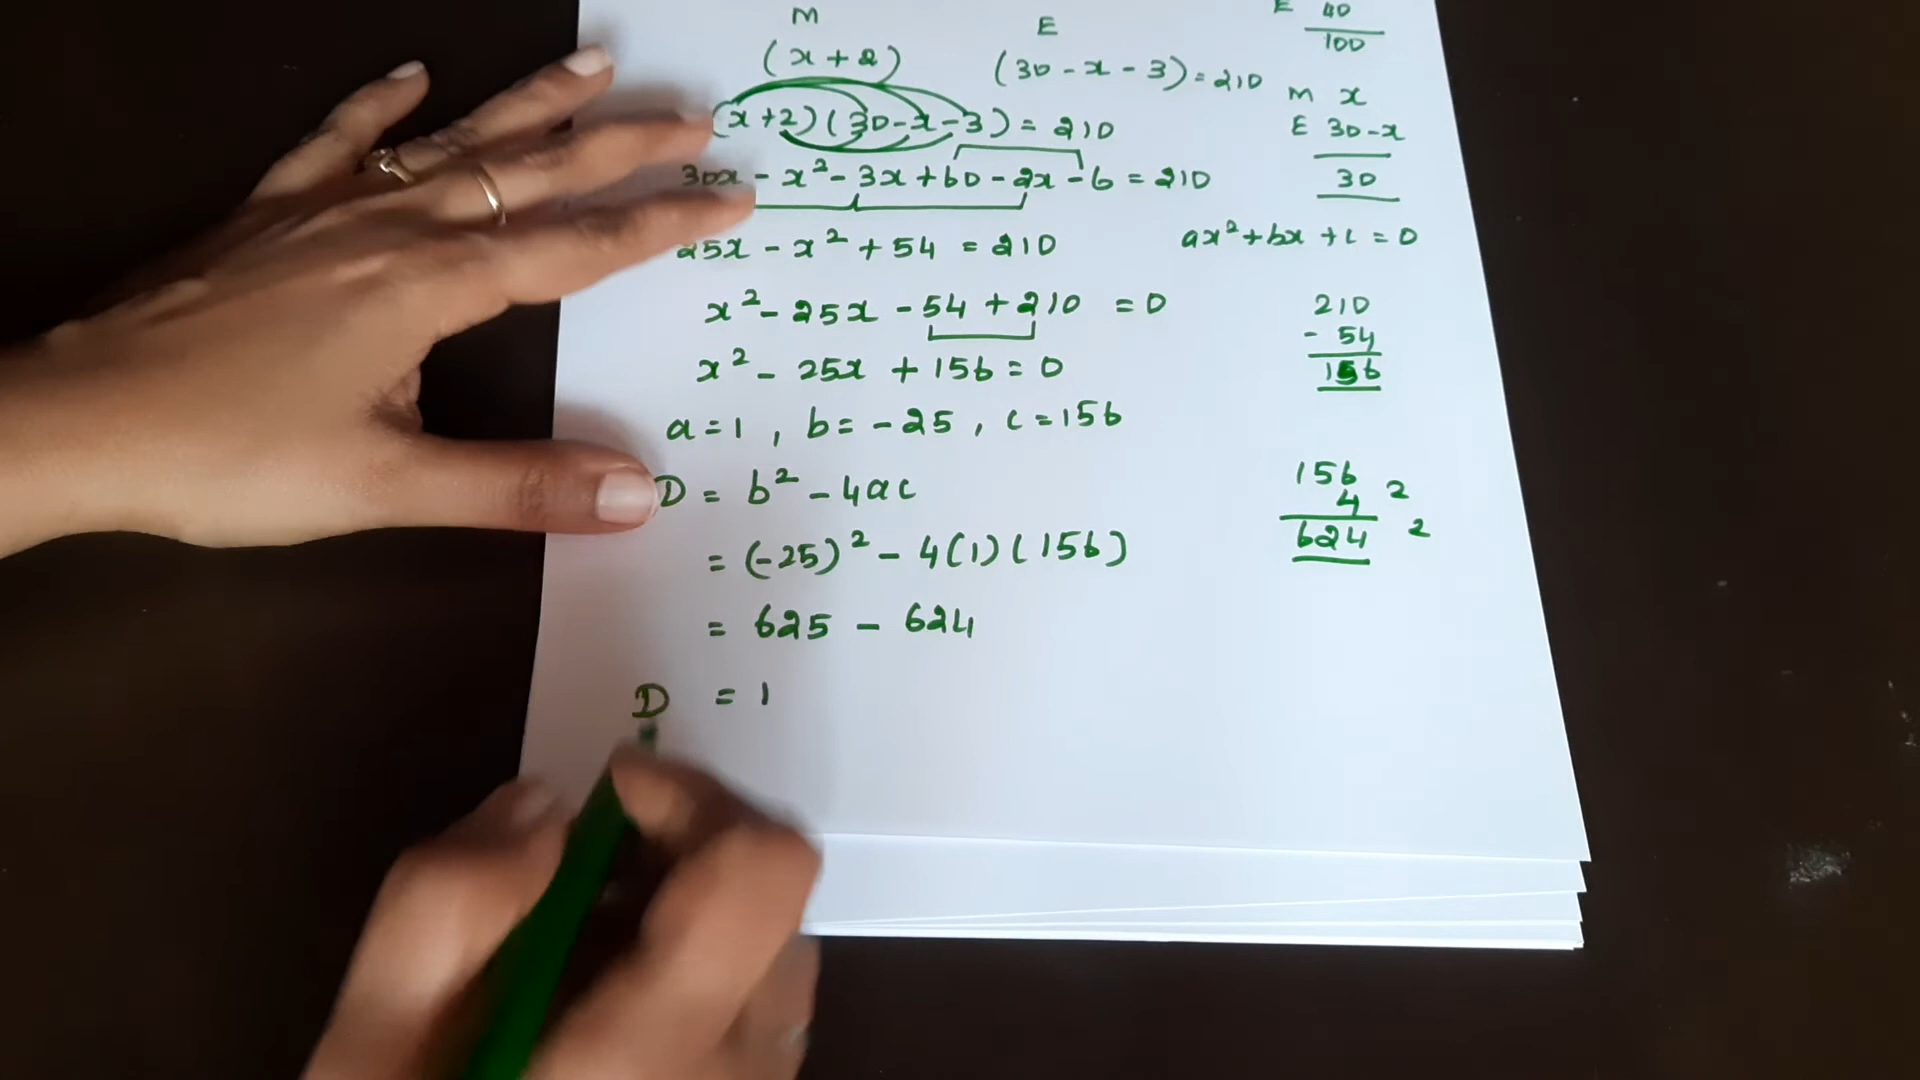 M E
(x + 2) (30 - x - 3) = 210
(x + 2) (30 - x - 3) = 210
30x - x² - 3x + 60 - 2x - 6 = 210
25x - x² + 54 = 210
x² - 25x - 54 + 210 = 0
x² - 25x + 156 = 0
a = 1 , b = -25 , c = 156
D = b² - 4ac
= (-25)² - 4(1)(156)
= 625 - 624
D = 1
E 40
100
M x
E 30-x
30
ax² + bx + c = 0
210
- 54
156
156
4 2
624 2